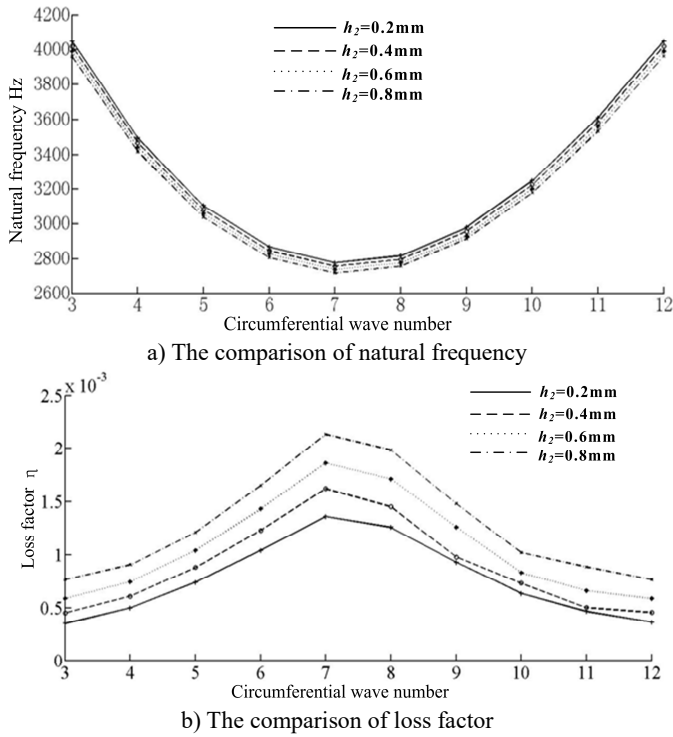 4200
4000
3800
3600
3400
3200
3000
2800
2600
Natural frequency Hz
h2=0.2mm
h2=0.4mm
h2=0.6mm
h2=0.8mm
3 4 5 6 7 8 9 10 11 12
Circumferential wave number
a) The comparison of natural frequency
x 10-3
2.5
2
1.5
1
0.5
0
Loss factor η
h2=0.2mm
h2=0.4mm
h2=0.6mm
h2=0.8mm
3 4 5 6 7 8 9 10 11 12
Circumferential wave number
b) The comparison of loss factor